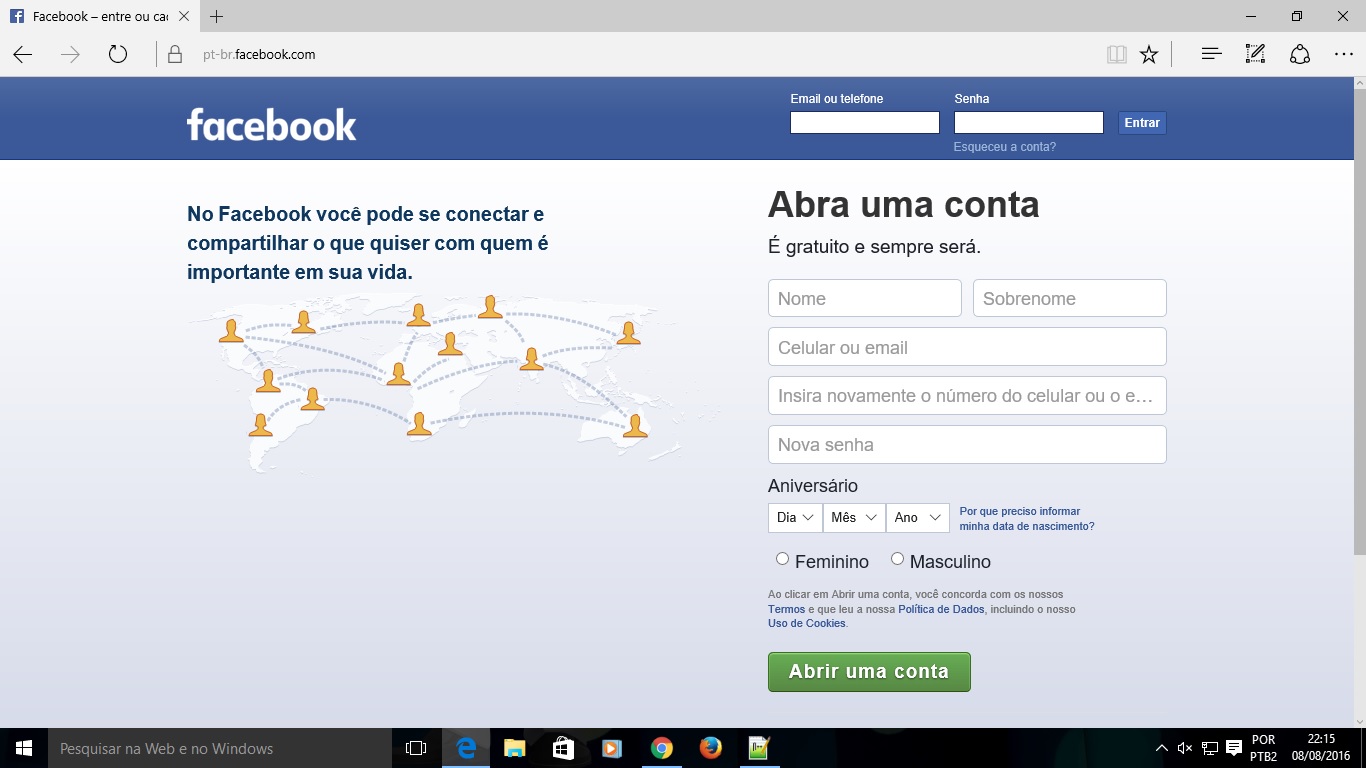 Facebook – entre ou cad
pt-br.facebook.com
facebook
Email ou telefone
Senha
Entrar
Esqueceu a conta?
No Facebook você pode se conectar e
compartilhar o que quiser com quem é
importante em sua vida.
Abra uma conta
É gratuito e sempre será.
Nome
Sobrenome
Celular ou email
Insira novamente o número do celular ou o e…
Nova senha
Aniversário
Dia
Mês
Ano
Por que preciso informar
minha data de nascimento?
Feminino
Masculino
Ao clicar em Abrir uma conta, você concorda com os nossos
Termos e que leu a nossa Política de Dados, incluindo o nosso
Uso de Cookies.
Abrir uma conta
Pesquisar na Web e no Windows
POR
PTB2
22:15
08/08/2016